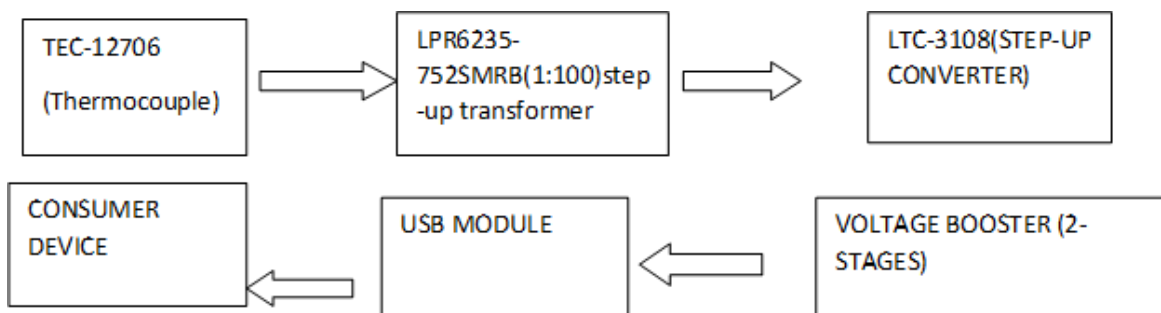 TEC-12706
(Thermocouple)
LPR6235-
752SMRB(1:100)step
-up transformer
LTC-3108(STEP-UP
CONVERTER)
CONSUMER
DEVICE
USB MODULE
VOLTAGE BOOSTER (2-
STAGES)